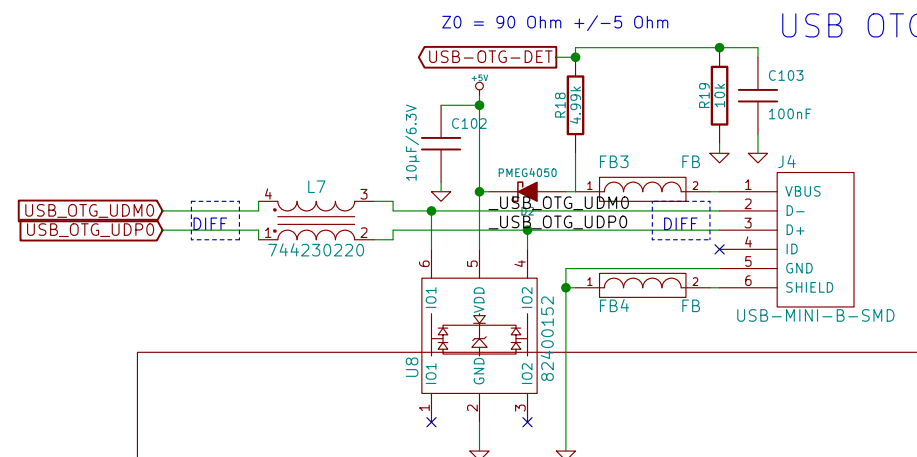 Z0 = 90 Ohm +/-5 Ohm
USB OTG
USB-OTG-DET
+5V
R18
4.99k
R19
10k
C103
100nF
10µF/6.3V
C102
PMEG4050
FB3
FB
J4
L7
4
3
1
2
1
VBUS
USB_OTG_UDM0
DIFF
_USB_OTG_UDM0
DIFF
2
D-
USB_OTG_UDP0
_USB_OTG_UDP0
3
D+
1
2
744230220
4
ID
6
5
4
5
GND
1
2
6
SHIELD
FB4
FB
USB-MINI-B-SMD
IO1
VDD
IO2
82400152
U8
IO1
GND
IO2
1
2
3